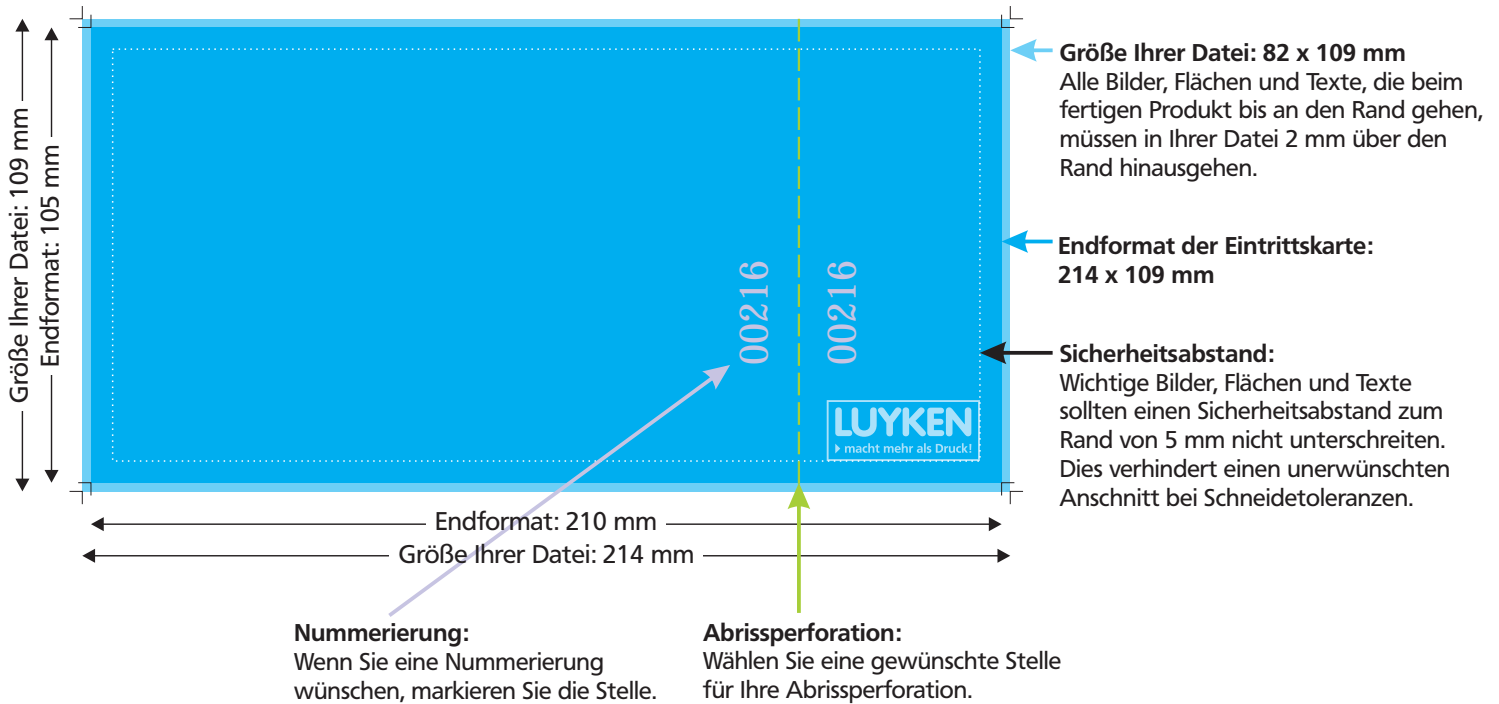 Größe Ihrer Datei: 109 mm
Endformat: 105 mm
00216
00216
LUYKEN
macht mehr als Druck!
Endformat: 210 mm
Größe Ihrer Datei: 214 mm
Größe Ihrer Datei: 82 x 109 mm
Alle Bilder, Flächen und Texte, die beim
fertigen Produkt bis an den Rand gehen,
müssen in Ihrer Datei 2 mm über den
Rand hinausgehen.
Endformat der Eintrittskarte:
214 x 109 mm
Sicherheitsabstand:
Wichtige Bilder, Flächen und Texte
sollten einen Sicherheitsabstand zum
Rand von 5 mm nicht unterschreiten.
Dies verhindert einen unerwünschten
Anschnitt bei Schneidetoleranzen.
Nummerierung:
Wenn Sie eine Nummerierung
wünschen, markieren Sie die Stelle.
Abrissperforation:
Wählen Sie eine gewünschte Stelle
für Ihre Abrissperforation.